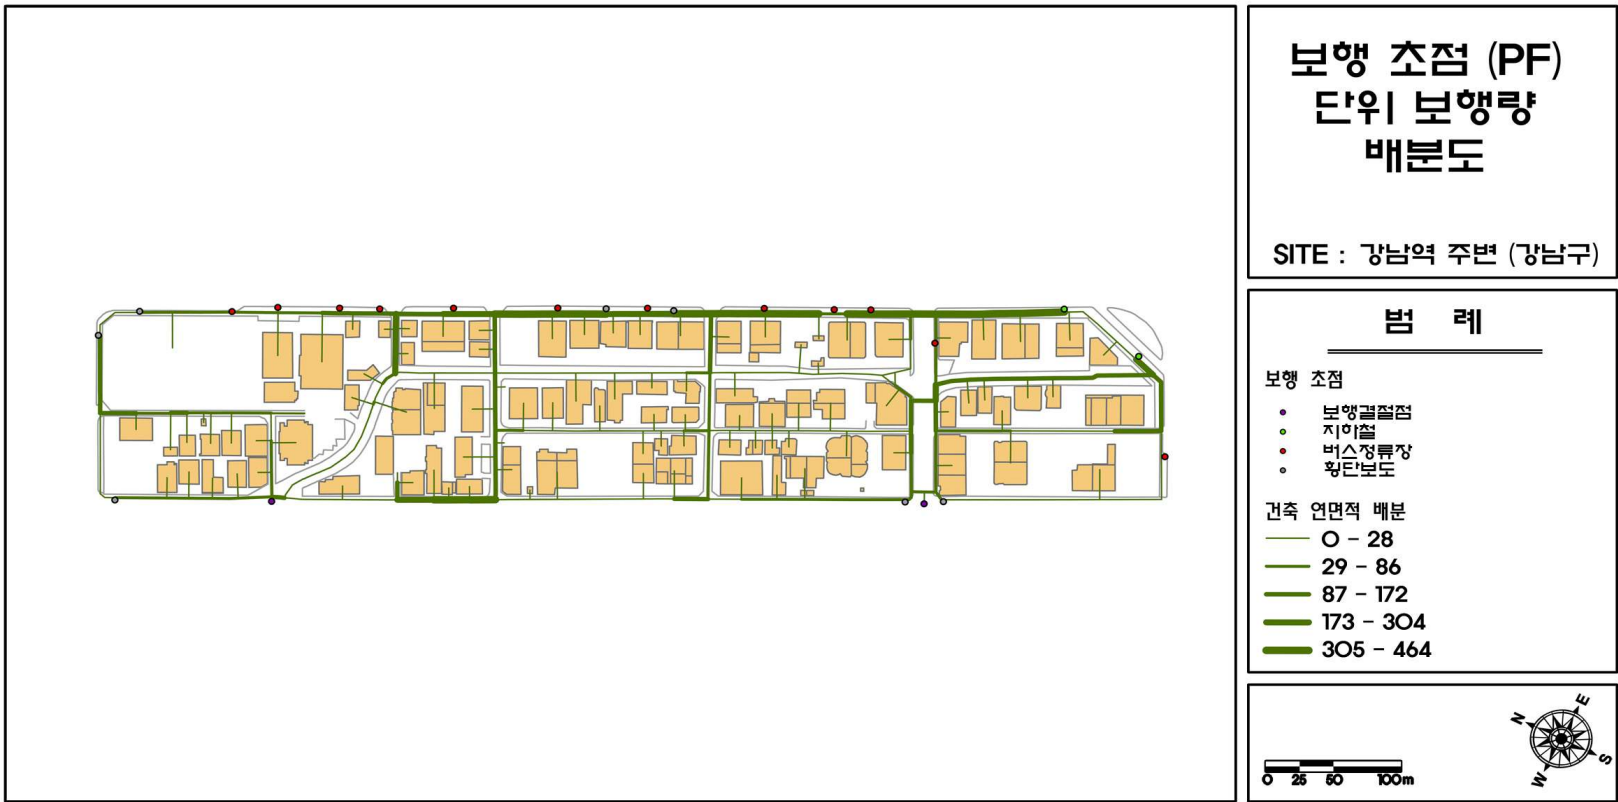 보행 초점 (PF)
단위 보행량
배분도
SITE : 강남역 주변 (강남구)
범 례
보행 초점
보행결절점
지하철
버스정류장
횡단보도
건축 연면적 배분
0 - 28
29 - 86
87 - 172
173 - 304
305 - 464
N E
W S
0 25 50 100m